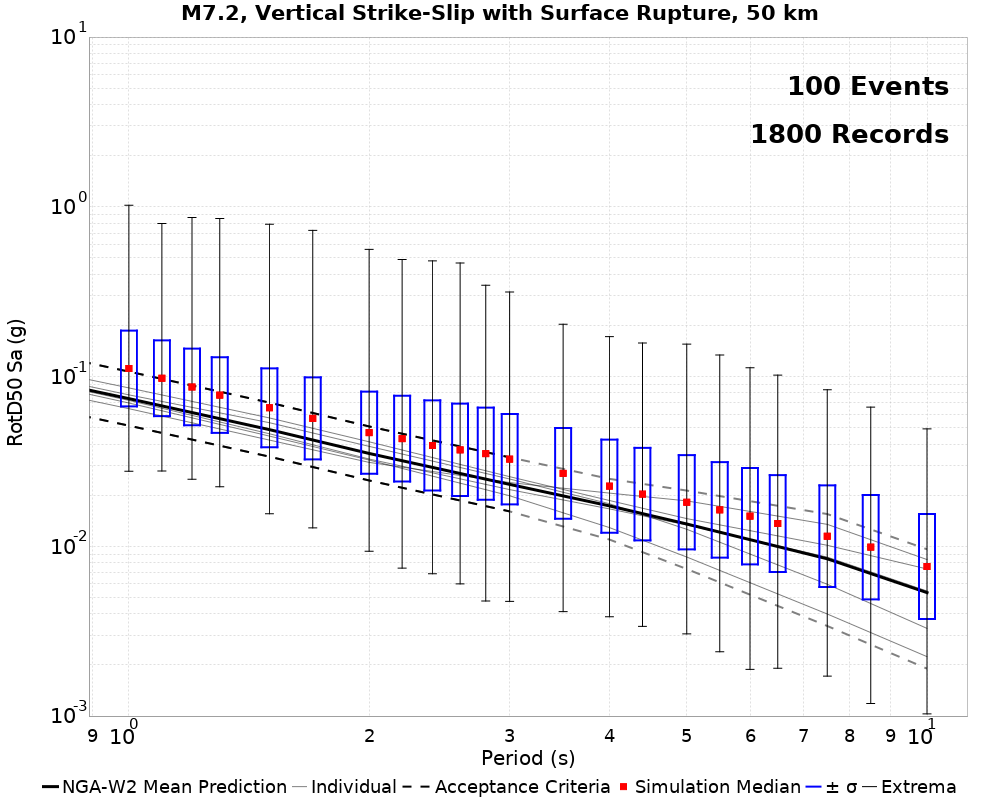 M7.2, Vertical Strike-Slip with Surface Rupture, 50 km
100 Events
1800 Records
RotD50 Sa (g)
10^1
10^0
10^-1
10^-2
10^-3
9 10^0 2 3 4 5 6 7 8 9 10^1
Period (s)
NGA-W2 Mean Prediction Individual Acceptance Criteria Simulation Median ± σ Extrema